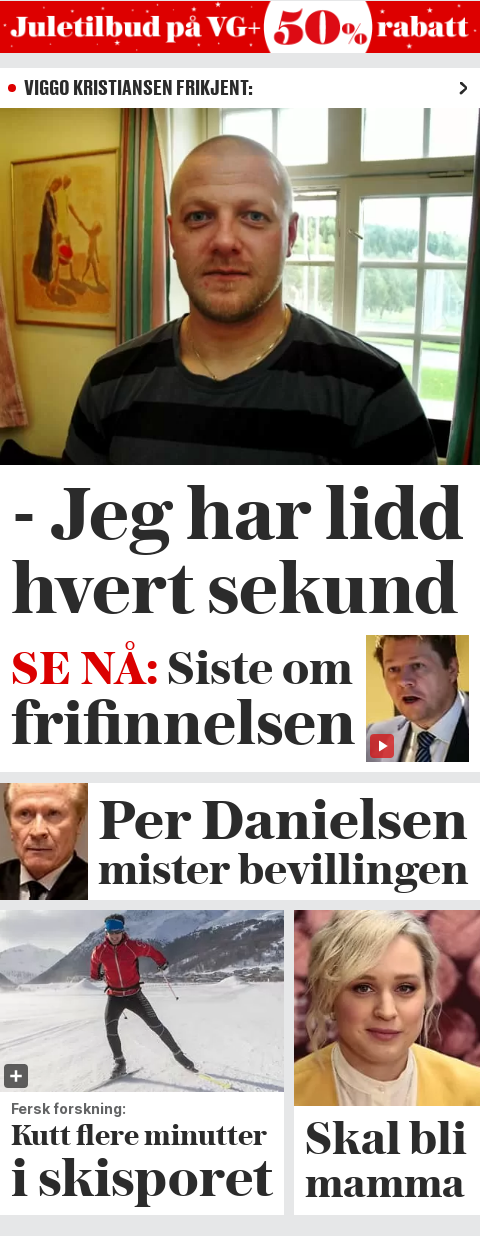 Juletilbud på VG+ 50% rabatt
VIGGO KRISTIANSEN FRIKJENT:
- Jeg har lidd
hvert sekund
SE NÅ: Siste om
frifinnelsen
Per Danielsen
mister bevillingen
Fersk forskning:
Kutt flere minutter
i skisporet
Skal bli
mamma